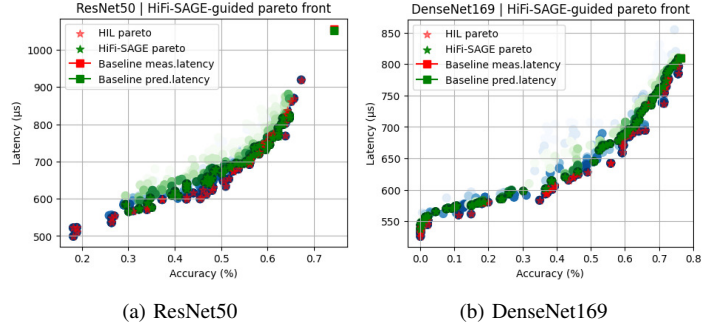 ResNet50 | HiFi-SAGE-guided pareto front
HIL pareto
HiFi-SAGE pareto
Baseline meas.latency
Baseline pred.latency
Latency (µs)
1000
900
800
700
600
500
0.2
0.3
0.4
0.5
0.6
0.7
Accuracy (%)
(a) ResNet50
DenseNet169 | HiFi-SAGE-guided pareto front
HIL pareto
HiFi-SAGE pareto
Baseline meas.latency
Baseline pred.latency
Latency (µs)
850
800
750
700
650
600
550
0.0
0.1
0.2
0.3
0.4
0.5
0.6
0.7
0.8
Accuracy (%)
(b) DenseNet169